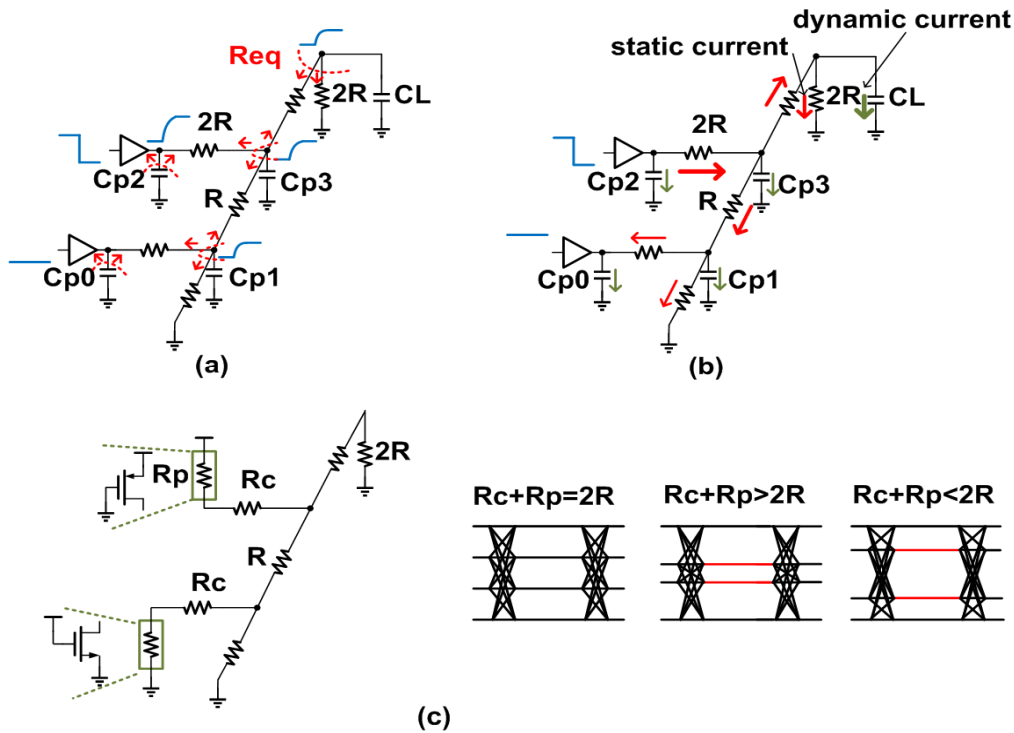 Req
2R
CL
2R
Cp2
Cp3
R
Cp0
Cp1
(a)
dynamic current
static current
2R
CL
2R
Cp2
Cp3
R
Cp0
Cp1
(b)
Rp
Rc
2R
R
Rc
Rc+Rp=2R
Rc+Rp>2R
Rc+Rp<2R
(c)